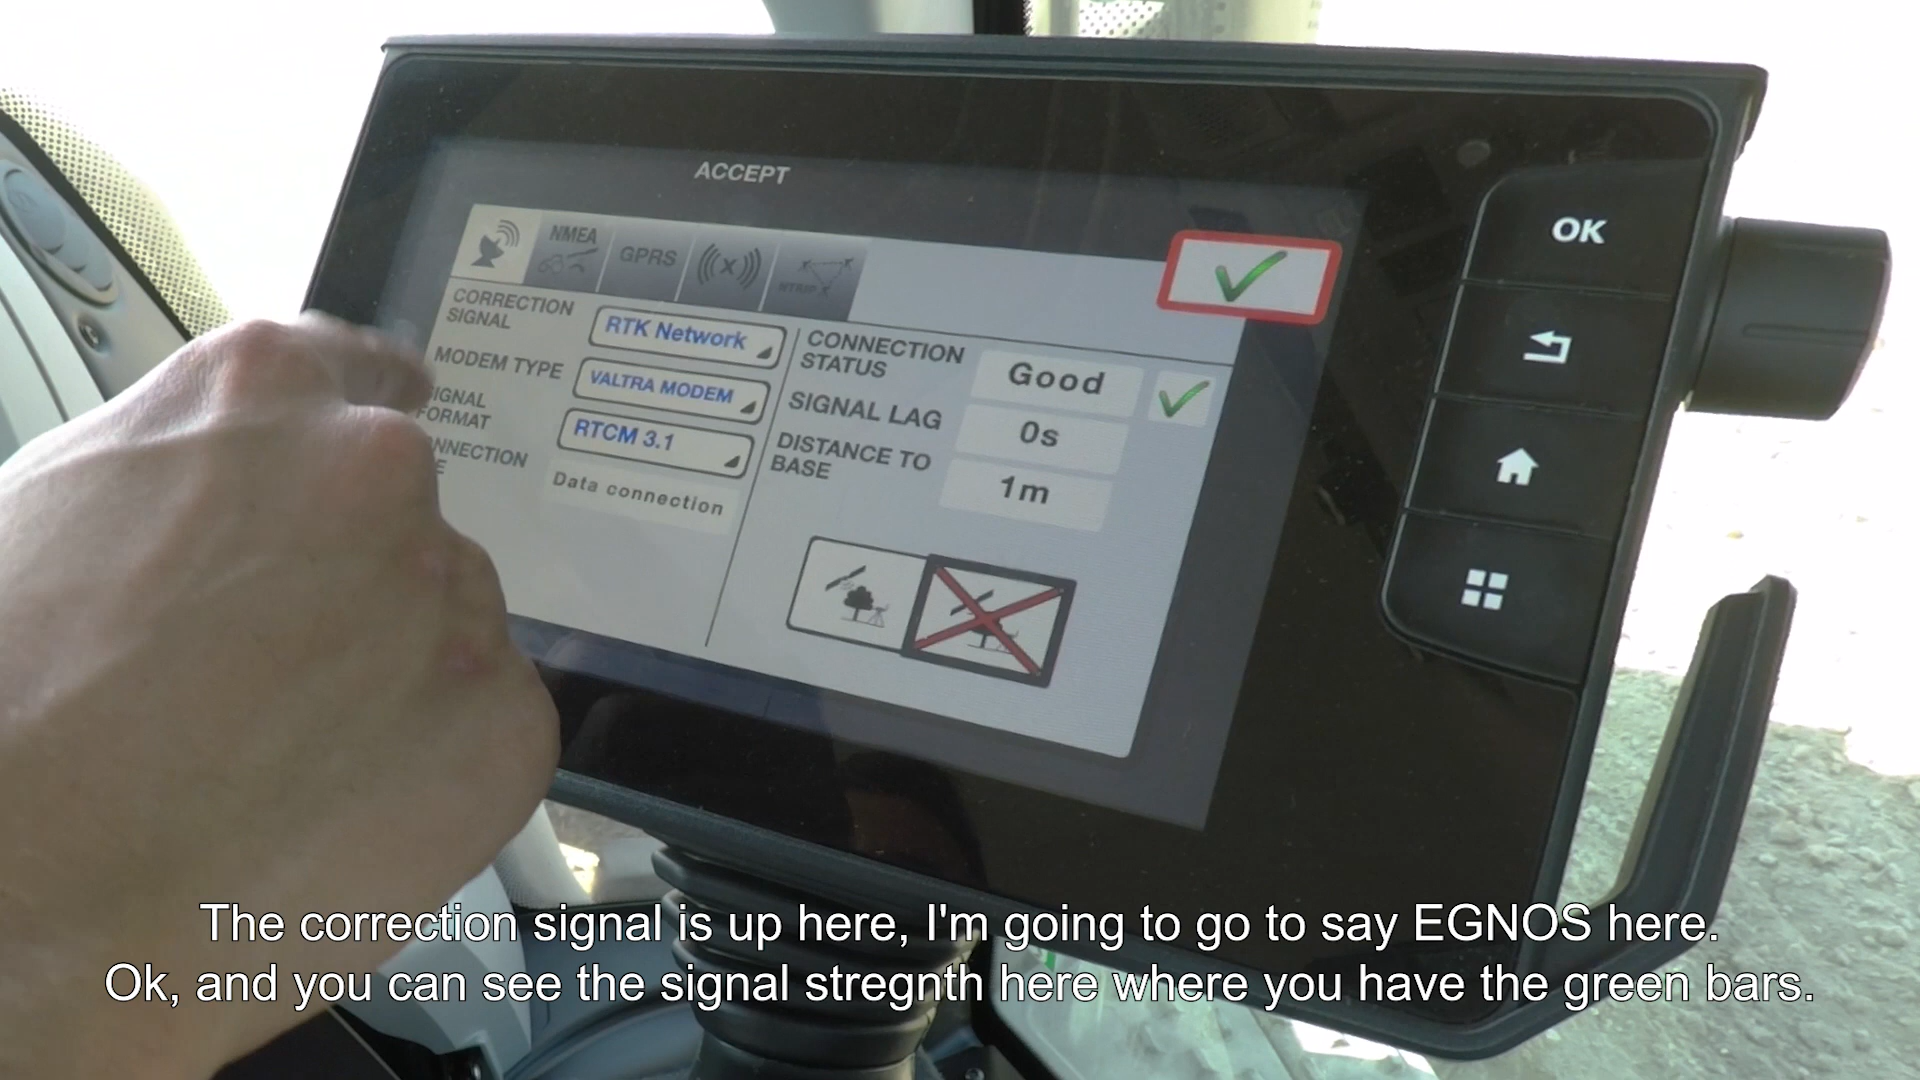 ACCEPT
NMEA
GPRS
NTRIP
CORRECTION
SIGNAL
RTK Network
MODEM TYPE
VALTRA MODEM
SIGNAL
FORMAT
RTCM 3.1
Data connection
CONNECTION
STATUS
Good
SIGNAL LAG
0s
DISTANCE TO
BASE
1m
OK
The correction signal is up here, I'm going to go to say EGNOS here.
Ok, and you can see the signal stregnth here where you have the green bars.